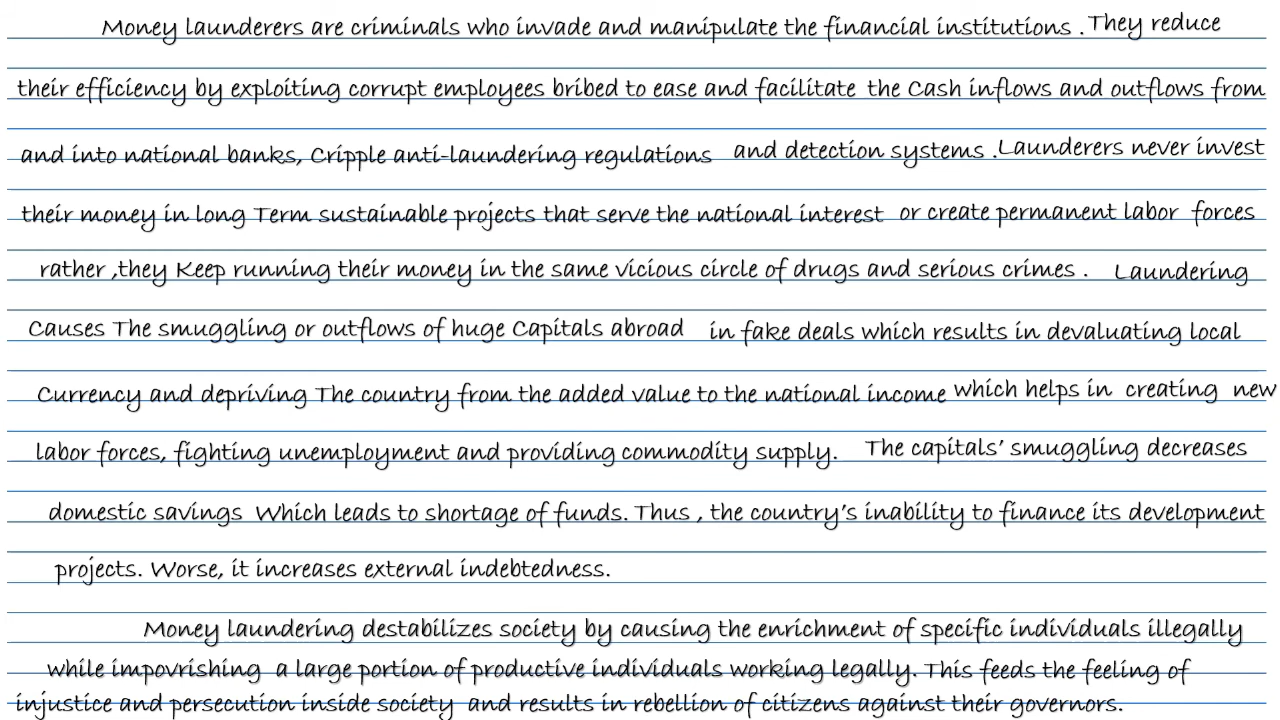 Money launderers are criminals who invade and manipulate the financial institutions . They reduce
their efficiency by exploiting corrupt employees bribed to ease and facilitate the Cash inflows and outflows from
and into national banks, Cripple anti-laundering regulations and detection systems .Launderers never invest
their money in long Term sustainable projects that serve the national interest or create permanent labor forces
rather ,they Keep running their money in the same vicious circle of drugs and serious crimes . Laundering
Causes The smuggling or outflows of huge Capitals abroad in fake deals which results in devaluating local
Currency and depriving The country from the added value to the national income which helps in creating new
labor forces, fighting unemployment and providing commodity supply. The capitals' smuggling decreases
domestic savings Which leads to shortage of funds. Thus , the country's inability to finance its development
projects. Worse, it increases external indebtedness.
Money laundering destabilizes society by causing the enrichment of specific individuals illegally
while impovrishing a large portion of productive individuals working legally. This feeds the feeling of
injustice and persecution inside society and results in rebellion of citizens against their governors.